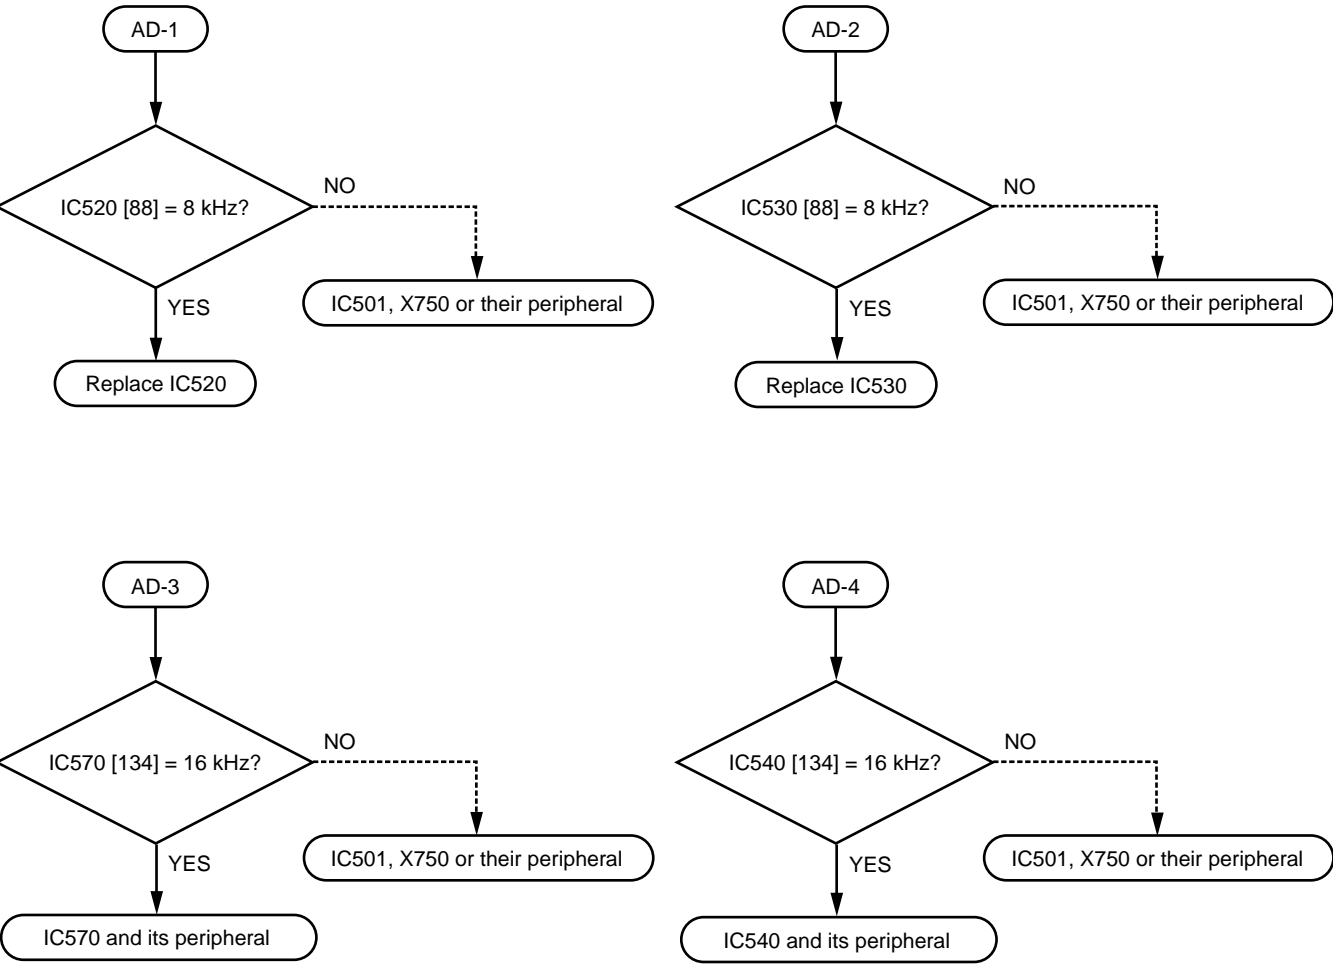 AD-1
IC520 [88] = 8 kHz?
NO
IC501, X750 or their peripheral
YES
Replace IC520
AD-2
IC530 [88] = 8 kHz?
NO
IC501, X750 or their peripheral
YES
Replace IC530
AD-3
IC570 [134] = 16 kHz?
NO
IC501, X750 or their peripheral
YES
IC570 and its peripheral
AD-4
IC540 [134] = 16 kHz?
NO
IC501, X750 or their peripheral
YES
IC540 and its peripheral